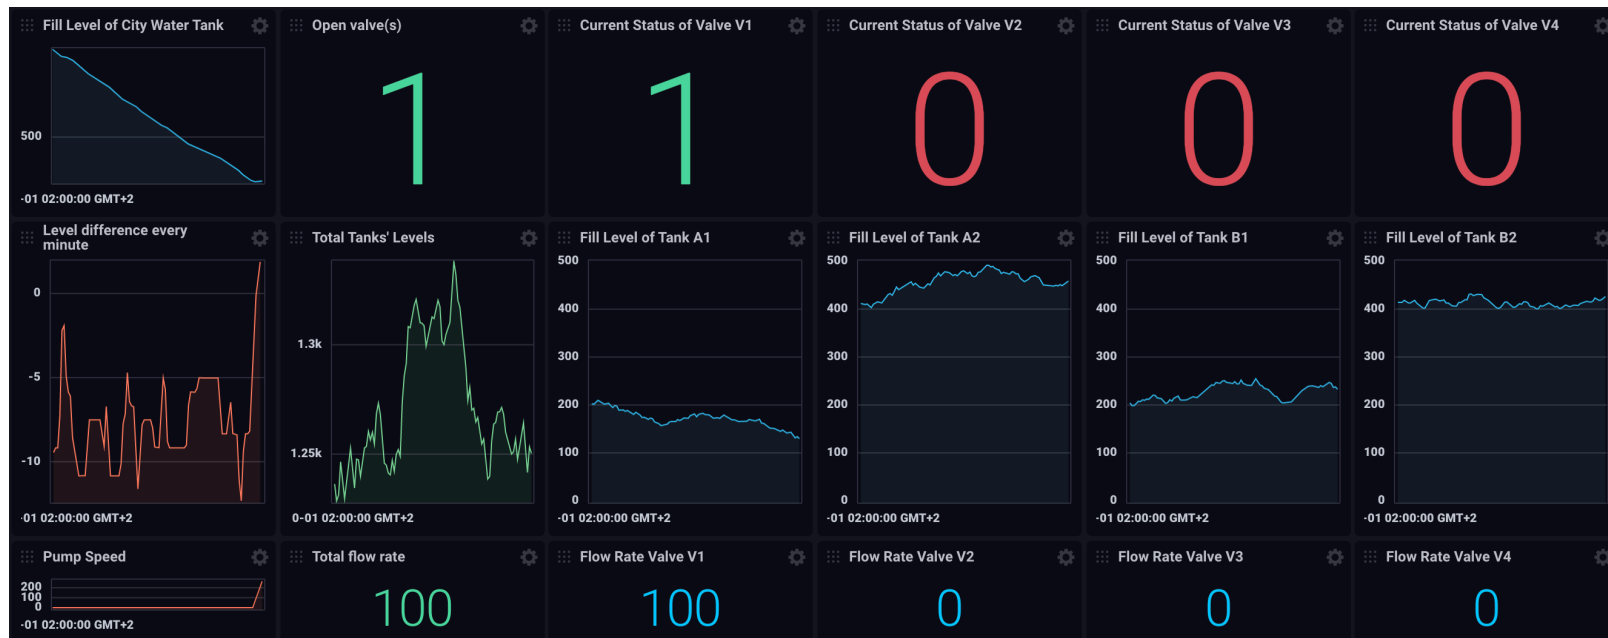 Fill Level of City Water Tank
500
-01 02:00:00 GMT+2
Open valve(s)
1
Current Status of Valve V1
1
Current Status of Valve V2
0
Current Status of Valve V3
0
Current Status of Valve V4
0
Level difference every
minute
0
-5
-10
-01 02:00:00 GMT+2
Total Tanks' Levels
1.3k
1.25k
0-01 02:00:00 GMT+2
Fill Level of Tank A1
500
400
300
200
100
0
-01 02:00:00 GMT+2
Fill Level of Tank A2
500
400
300
200
100
0
-01 02:00:00 GMT+2
Fill Level of Tank B1
500
400
300
200
100
0
-01 02:00:00 GMT+2
Fill Level of Tank B2
500
400
300
200
100
0
-01 02:00:00 GMT+2
Pump Speed
200
100
0
-01 02:00:00 GMT+2
Total flow rate
100
Flow Rate Valve V1
100
Flow Rate Valve V2
0
Flow Rate Valve V3
0
Flow Rate Valve V4
0